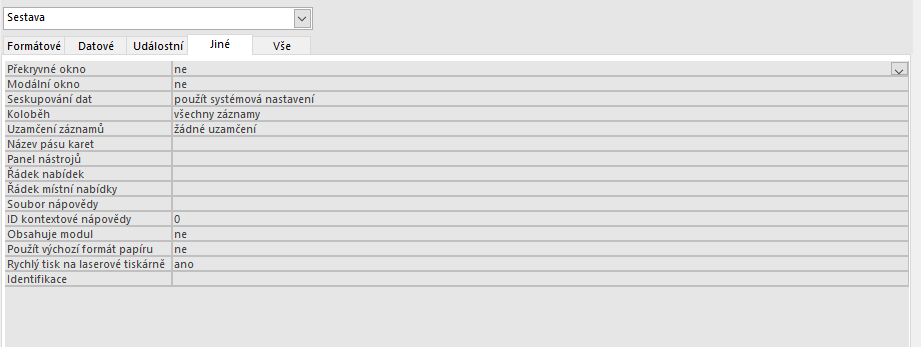 Sestava
Formátové Datové Událostní Jiné Vše
Překryvné okno ne
Modální okno ne
Seskupování dat použít systémová nastavení
Koloběh všechny záznamy
Uzamčení záznamů žádné uzamčení
Název pásu karet
Panel nástrojů
Řádek nabídek
Řádek místní nabídky
Soubor nápovědy
ID kontextové nápovědy 0
Obsahuje modul ne
Použít výchozí formát papíru ne
Rychlý tisk na laserové tiskárně ano
Identifikace